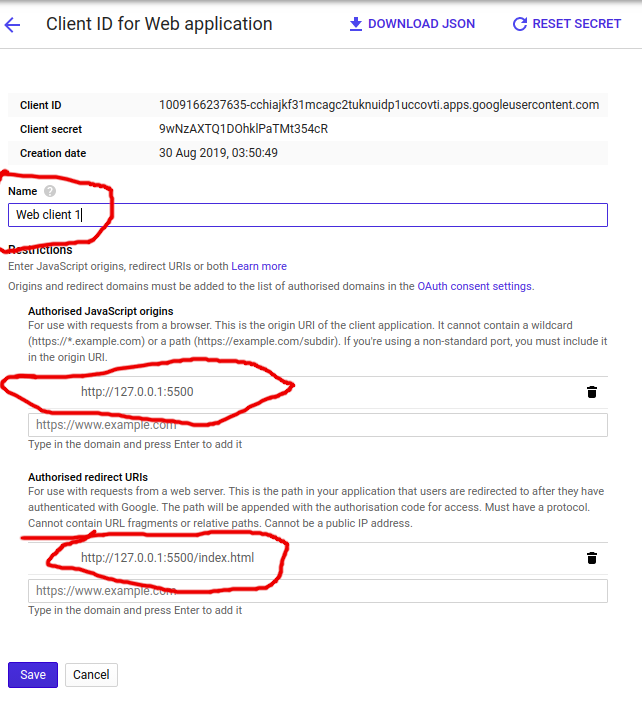 Client ID for Web application
DOWNLOAD JSON
RESET SECRET
Client ID 1009166237635-cchiajkf31mcagc2tuknuidp1uccovti.apps.googleusercontent.com
Client secret 9wNzAXTQ1DOhklPaTMt354cR
Creation date 30 Aug 2019, 03:50:49
Name ?
Web client 1
Restrictions
Enter JavaScript origins, redirect URIs or both Learn more
Origins and redirect domains must be added to the list of authorised domains in the OAuth consent settings.
Authorised JavaScript origins
For use with requests from a browser. This is the origin URI of the client application. It cannot contain a wildcard
(https://*.example.com) or a path (https://example.com/subdir). If you're using a non-standard port, you must include it
in the origin URI.
http://127.0.0.1:5500
https://www.example.com
Type in the domain and press Enter to add it
Authorised redirect URIs
For use with requests from a web server. This is the path in your application that users are redirected to after they have
authenticated with Google. The path will be appended with the authorisation code for access. Must have a protocol.
Cannot contain URL fragments or relative paths. Cannot be a public IP address.
http://127.0.0.1:5500/index.html
https://www.example.com
Type in the domain and press Enter to add it
Save
Cancel